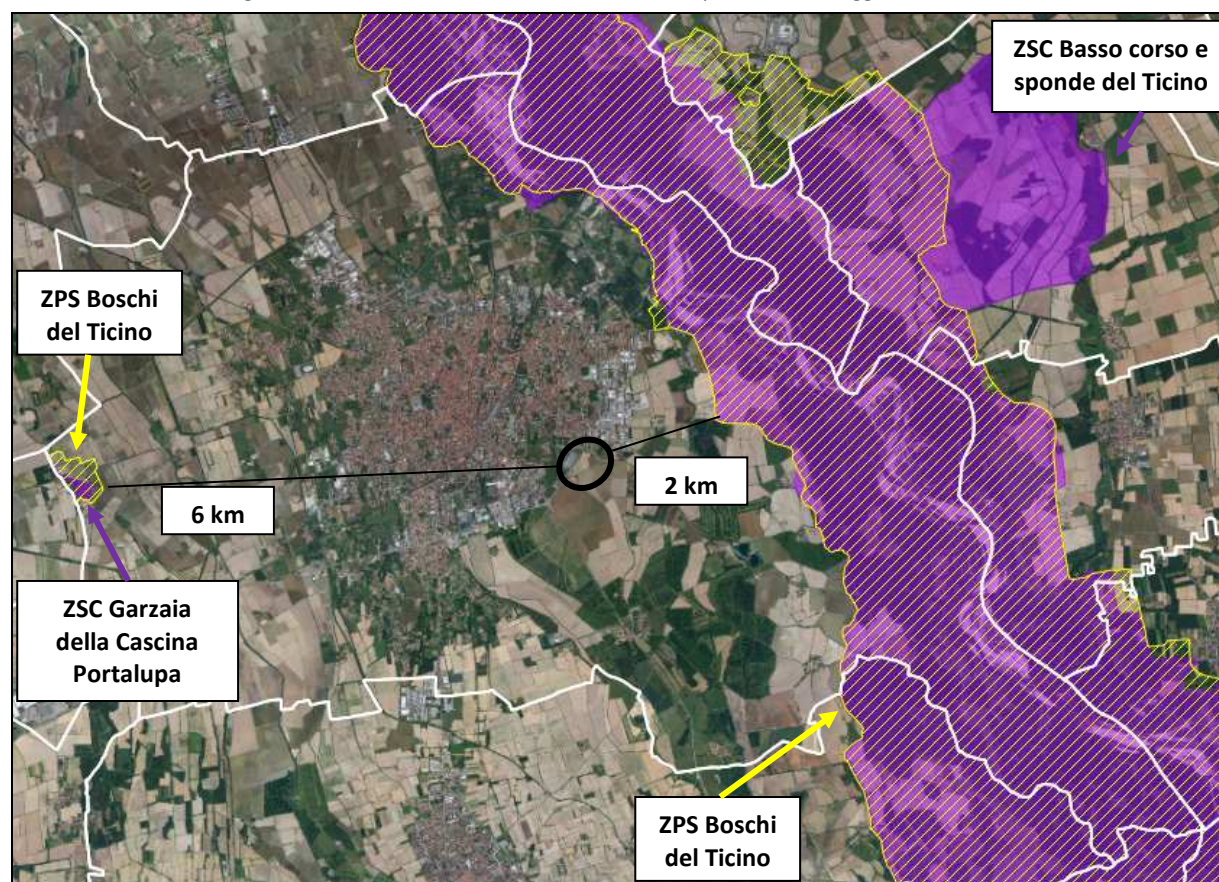 ZSC Basso corso e
sponde del Ticino
ZPS Boschi
del Ticino
6 km
2 km
ZSC Garzaia
della Cascina
Portalupa
ZPS Boschi
del Ticino